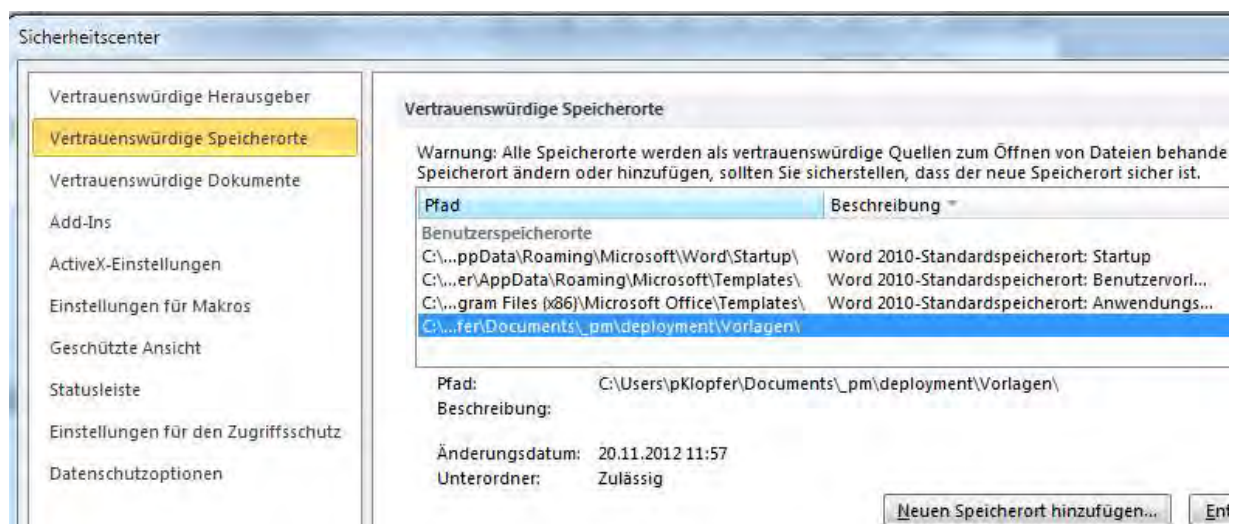 Sicherheitscenter
Vertrauenswürdige Herausgeber
Vertrauenswürdige Speicherorte
Vertrauenswürdige Dokumente
Add-Ins
ActiveX-Einstellungen
Einstellungen für Makros
Geschützte Ansicht
Statusleiste
Einstellungen für den Zugriffsschutz
Datenschutzoptionen
Vertrauenswürdige Speicherorte
Warnung: Alle Speicherorte werden als vertrauenswürdige Quellen zum Öffnen von Dateien behande
Speicherort ändern oder hinzufügen, sollten Sie sicherstellen, dass der neue Speicherort sicher ist.
Pfad Beschreibung
Benutzerspeicherorte
C:\...ppData\Roaming\Microsoft\Word\Startup\ Word 2010-Standardspeicherort: Startup
C:\...er\AppData\Roaming\Microsoft\Templates\ Word 2010-Standardspeicherort: Benutzervorl...
C:\...gram Files (x86)\Microsoft Office\Templates\ Word 2010-Standardspeicherort: Anwendungs...
C:\...fer\Documents\_pm\deployment\Vorlagen\
Pfad: C:\Users\pKlopfer\Documents\_pm\deployment\Vorlagen\
Beschreibung:
Änderungsdatum: 20.11.2012 11:57
Unterordner: Zulässig
Neuen Speicherort hinzufügen... Ent